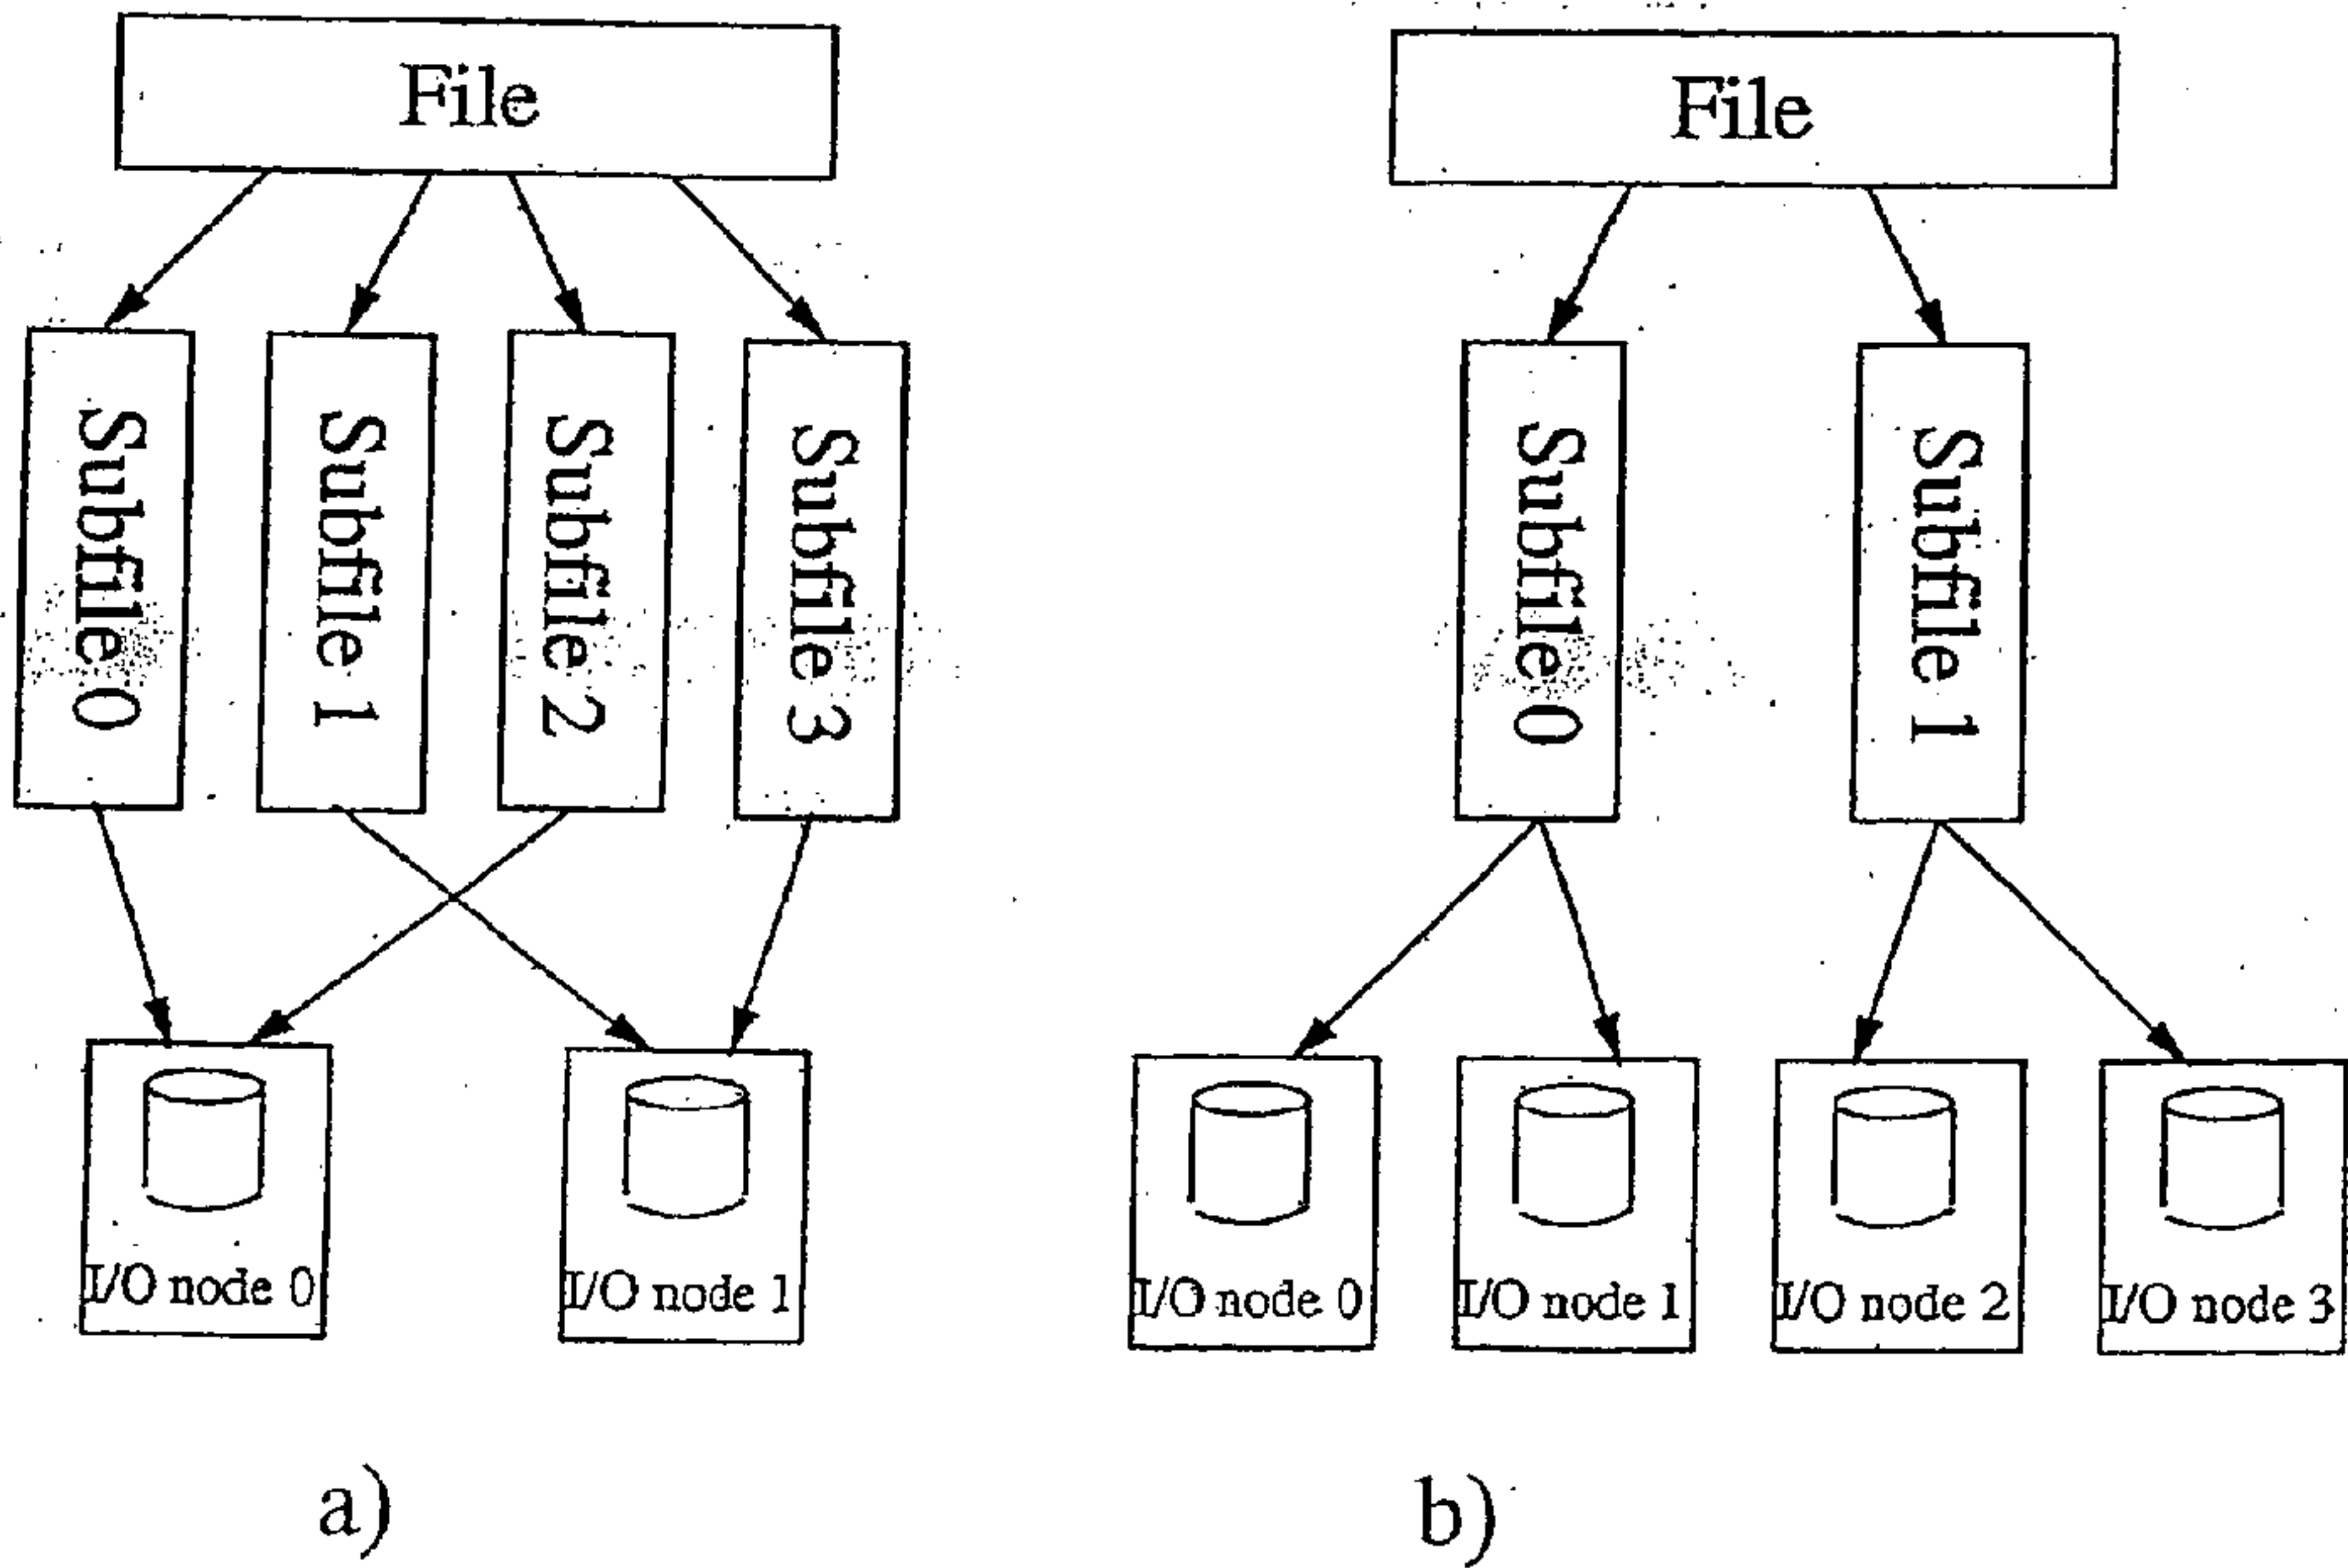 File
Subfile 0
Subfile 1
Subfile 2
Subfile 3
I/O node 0
I/O node 1
a)
File
Subfile 0
Subfile 1
I/O node 0
I/O node 1
I/O node 2
I/O node 3
b)